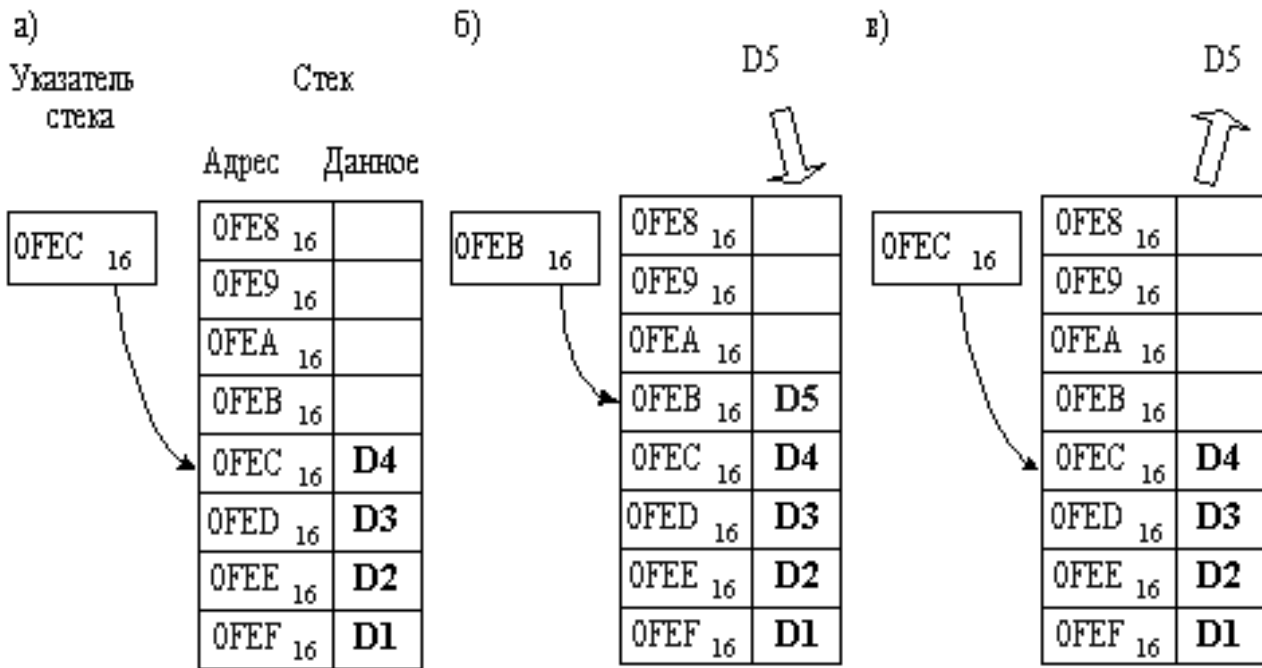 а)
Указатель
стека
Стек
Адрес Данное
0FEC 16
0FE8 16
0FE9 16
0FEA 16
0FEB 16
0FEC 16 D4
0FED 16 D3
0FEE 16 D2
0FEF 16 D1
б)
D5
0FEB 16
0FE8 16
0FE9 16
0FEA 16
0FEB 16 D5
0FEC 16 D4
0FED 16 D3
0FEE 16 D2
0FEF 16 D1
в)
D5
0FEC 16
0FE8 16
0FE9 16
0FEA 16
0FEB 16
0FEC 16 D4
0FED 16 D3
0FEE 16 D2
0FEF 16 D1